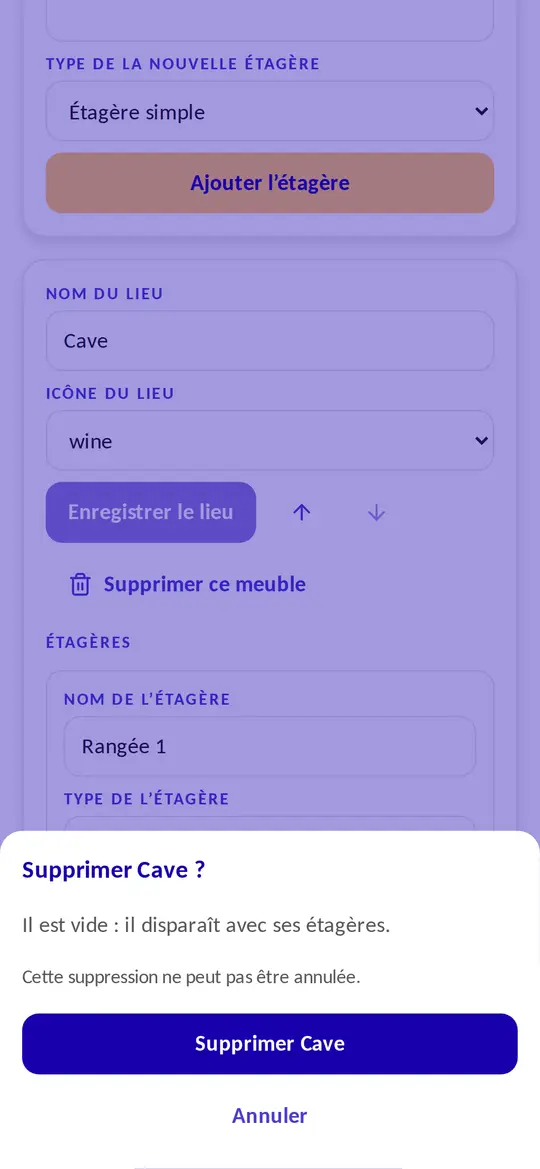 TYPE DE LA NOUVELLE ÉTAGÈRE
Étagère simple
Ajouter l’étagère
NOM DU LIEU
Cave
ICÔNE DU LIEU
wine
Enregistrer le lieu
Supprimer ce meuble
ÉTAGÈRES
NOM DE L’ÉTAGÈRE
Rangée 1
TYPE DE L’ÉTAGÈRE
Supprimer Cave ?
Il est vide : il disparaît avec ses étagères.
Cette suppression ne peut pas être annulée.
Supprimer Cave
Annuler